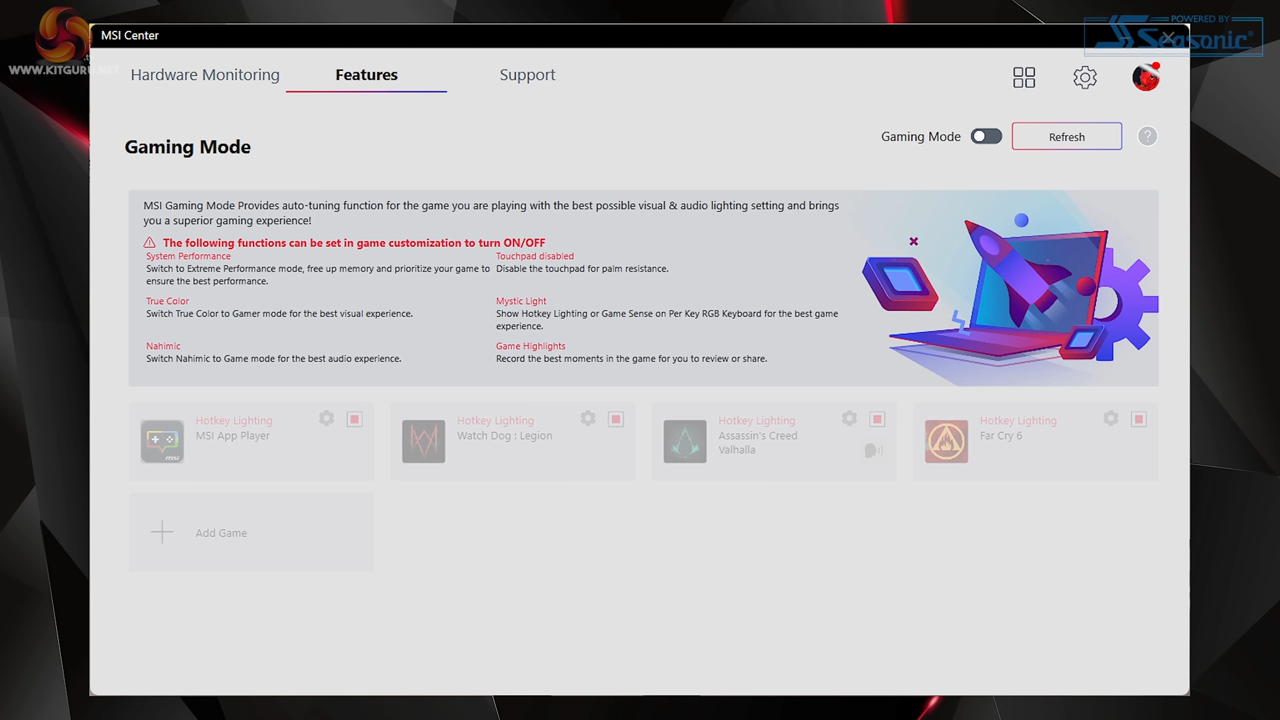 MSI Center
POWERED BY
Seasonic
WWW.KITGURU.NET
Hardware Monitoring
Features
Support
Gaming Mode
Gaming Mode
Refresh
?
MSI Gaming Mode Provides auto-tuning function for the game you are playing with the best possible visual & audio lighting setting and brings
you a superior gaming experience!
The following functions can be set in game customization to turn ON/OFF
System Performance
Switch to Extreme Performance mode, free up memory and prioritize your game to
ensure the best performance.
Touchpad disabled
Disable the touchpad for palm resistance.
True Color
Switch True Color to Gamer mode for the best visual experience.
Mystic Light
Show Hotkey Lighting or Game Sense on Per Key RGB Keyboard for the best game
experience.
Nahimic
Switch Nahimic to Game mode for the best audio experience.
Game Highlights
Record the best moments in the game for you to review or share.
Hotkey Lighting
MSI App Player
msi
Hotkey Lighting
Watch Dog : Legion
Hotkey Lighting
Assassin's Creed
Valhalla
Hotkey Lighting
Far Cry 6
Add Game